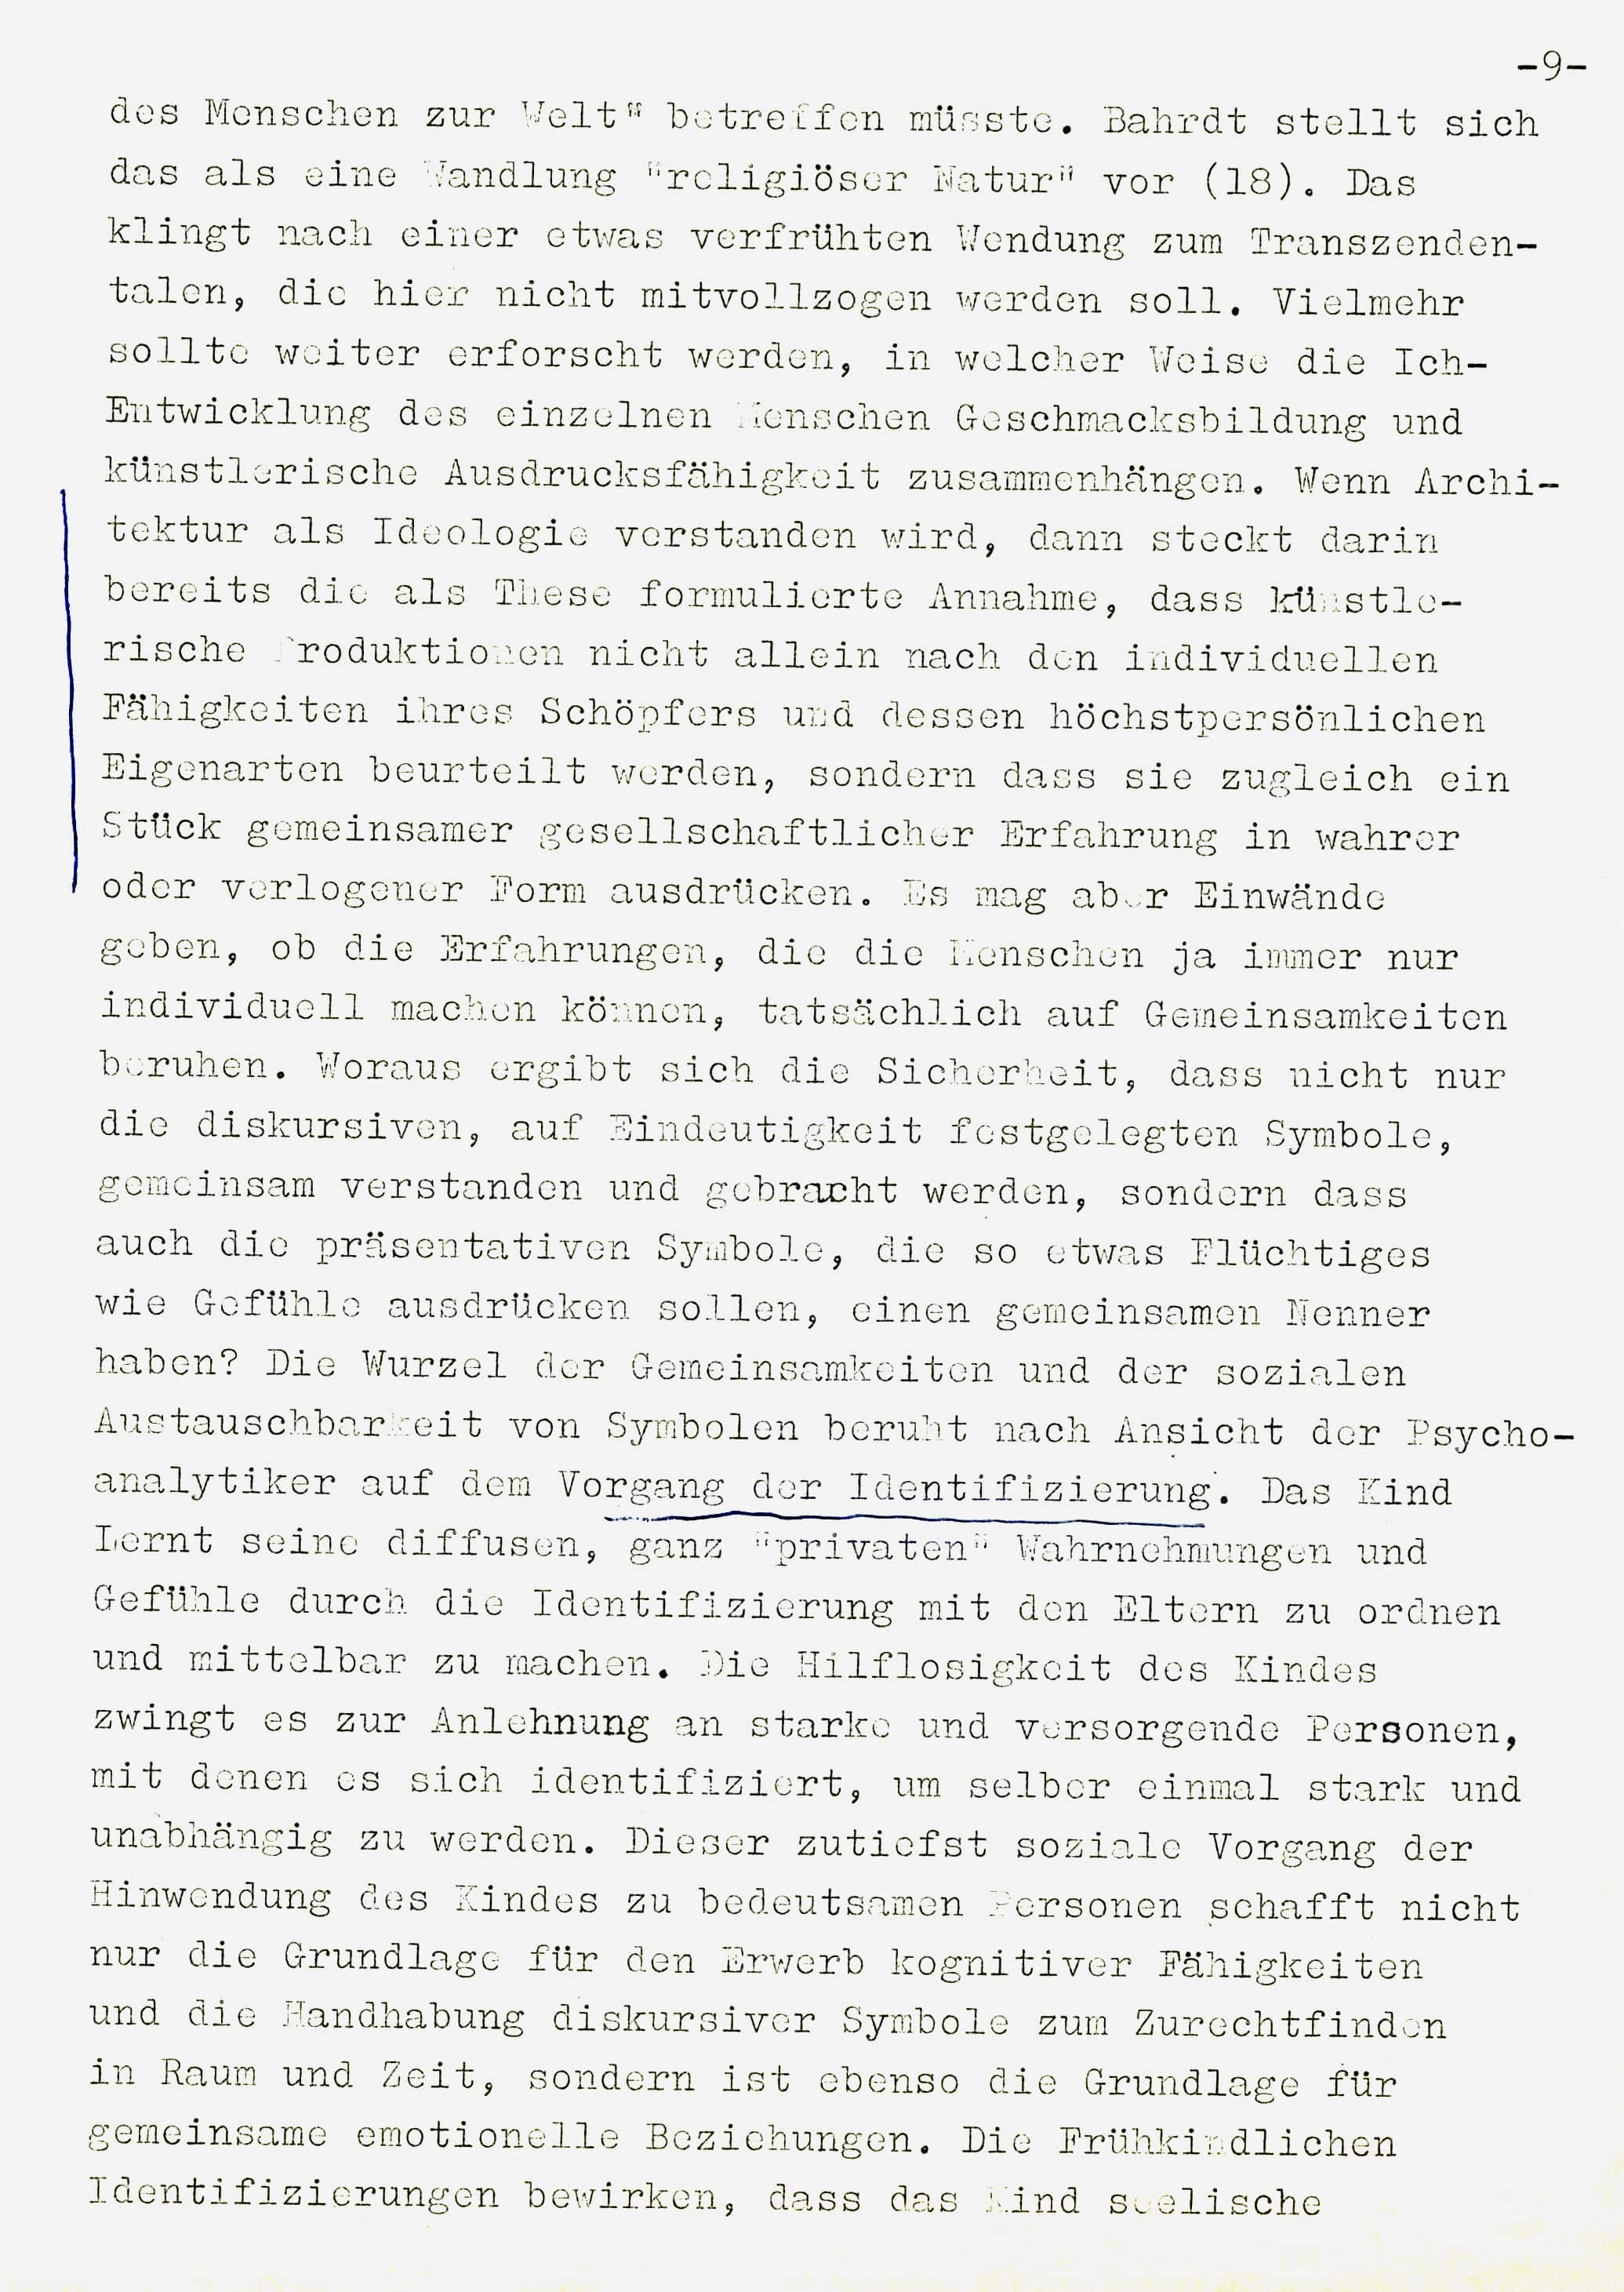 -9-
des Menschen zur Welt" betreffen müsste. Bahrdt stellt sich
das als eine Wandlung "religiöser Natur" vor (18). Das
klingt nach einer etwas verfrühten Wendung zum Transzenden-
talen, die hier nicht mitvollzogen werden soll. Vielmehr
sollte weiter erforscht werden, in welcher Weise die Ich-
Entwicklung des einzelnen Menschen Geschmacksbildung und
künstlerische Ausdrucksfähigkeit zusammenhängen. Wenn Archi-
tektur als Ideologie verstanden wird, dann steckt darin
bereits die als These formulierte Annahme, dass künstle-
rische Produktionen nicht allein nach den individuellen
Fähigkeiten ihres Schöpfers und dessen höchstpersönlichen
Eigenarten beurteilt werden, sondern dass sie zugleich ein
Stück gemeinsamer gesellschaftlicher Erfahrung in wahrer
oder verlogener Form ausdrücken. Es mag aber Einwände
geben, ob die Erfahrungen, die die Menschen ja immer nur
individuell machen können, tatsächlich auf Gemeinsamkeiten
beruhen. Woraus ergibt sich die Sicherheit, dass nicht nur
die diskursiven, auf Eindeutigkeit festgelegten Symbole,
gemeinsam verstanden und gebracht werden, sondern dass
auch die präsentativen Symbole, die so etwas Flüchtiges
wie Gefühle ausdrücken sollen, einen gemeinsamen Nenner
haben? Die Wurzel der Gemeinsamkeiten und der sozialen
Austauschbarkeit von Symbolen beruht nach Ansicht der Psycho-
analytiker auf dem Vorgang der Identifizierung. Das Kind
Lernt seine diffusen, ganz "privaten" Wahrnehmungen und
Gefühle durch die Identifizierung mit den Eltern zu ordnen
und mittelbar zu machen. Die Hilflosigkeit des Kindes
zwingt es zur Anlehnung an starke und versorgende Personen,
mit denen es sich identifiziert, um selber einmal stark und
unabhängig zu werden. Dieser zutiefst soziale Vorgang der
Hinwendung des Kindes zu bedeutsamen Personen schafft nicht
nur die Grundlage für den Erwerb kognitiver Fähigkeiten
und die Handhabung diskursiver Symbole zum Zurechtfinden
in Raum und Zeit, sondern ist ebenso die Grundlage für
gemeinsame emotionelle Beziehungen. Die Frühkindlichen
Identifizierungen bewirken, dass das Kind seelische